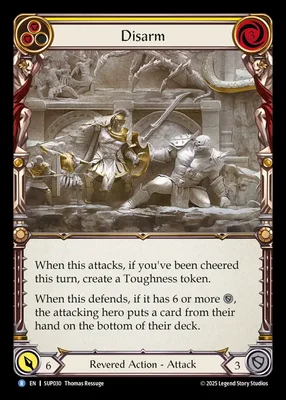 Disarm
When this attacks, if you've been cheered
this turn, create a Toughness token.
When this defends, if it has 6 or more ,
the attacking hero puts a card from their
hand on the bottom of their deck.
6 Revered Action - Attack 3
R EN | SUP030 Thomas Ressuge © 2025 Legend Story Studios